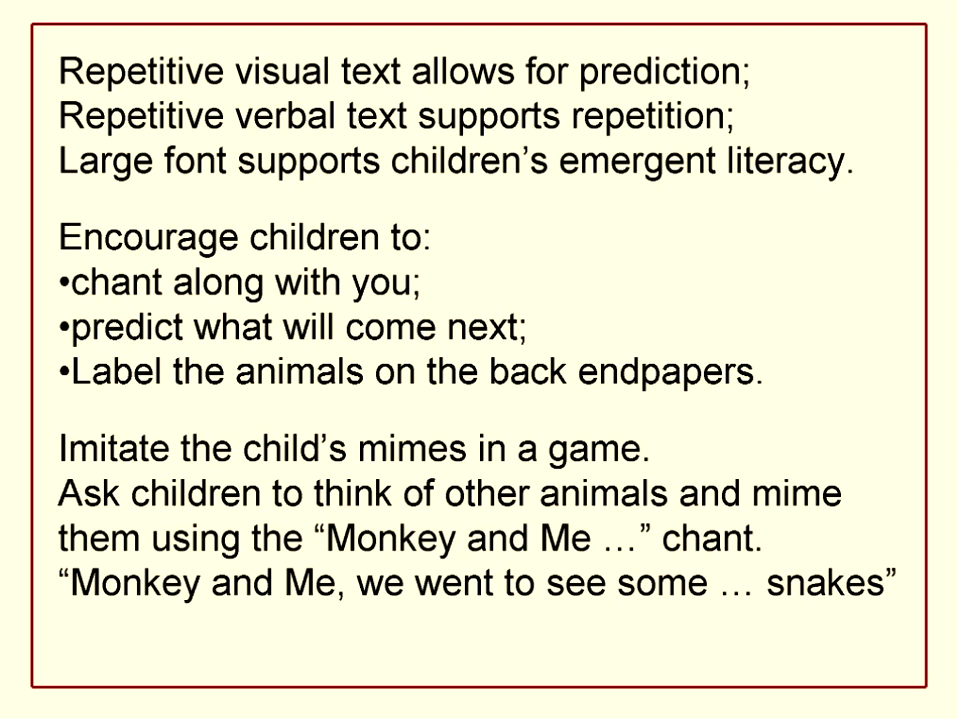 Repetitive visual text allows for prediction;
Repetitive verbal text supports repetition;
Large font supports children’s emergent literacy.
Encourage children to:
•chant along with you;
•predict what will come next;
•Label the animals on the back endpapers.
Imitate the child’s mimes in a game.
Ask children to think of other animals and mime
them using the “Monkey and Me …” chant.
“Monkey and Me, we went to see some … snakes”